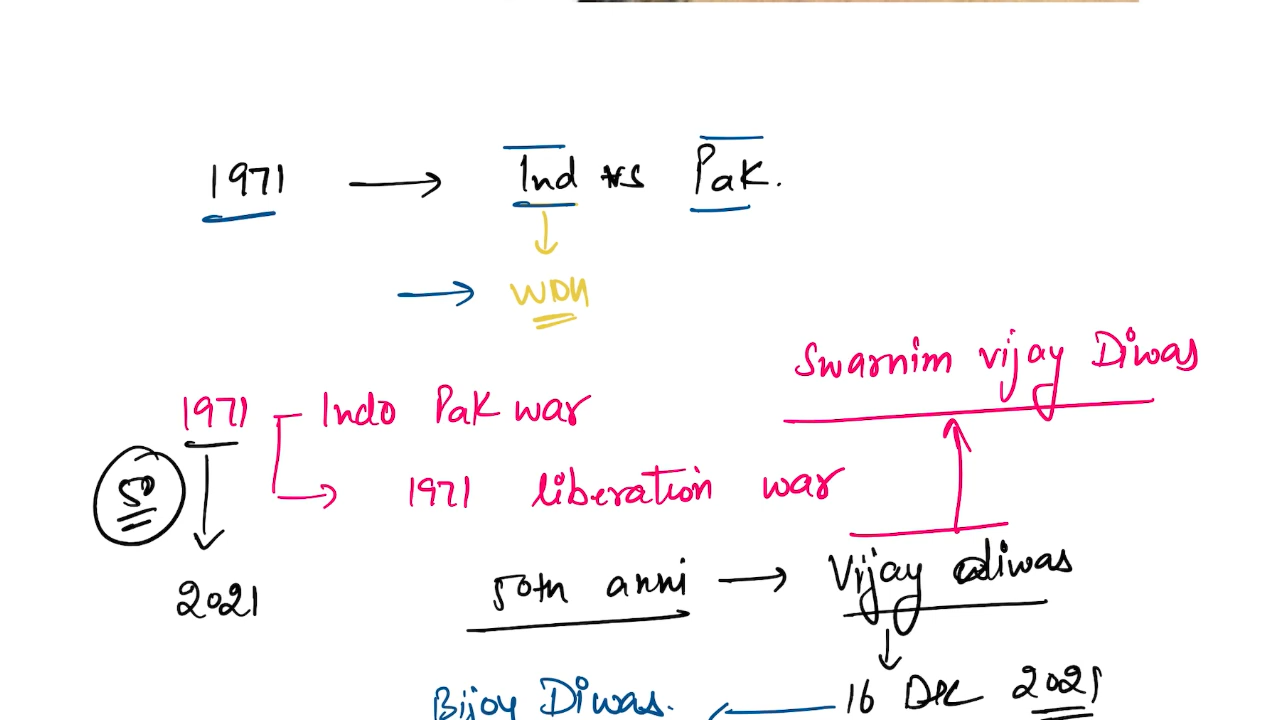 1971 → Ind vs Pak.
↓
→ WON
Swarnim vijay Diwas
1971 - Indo Pak war
50
→ 1971 liberation war
50th anni → Vijay diwas
2021
Bijoy Diwas. ← 16 Dec 2021